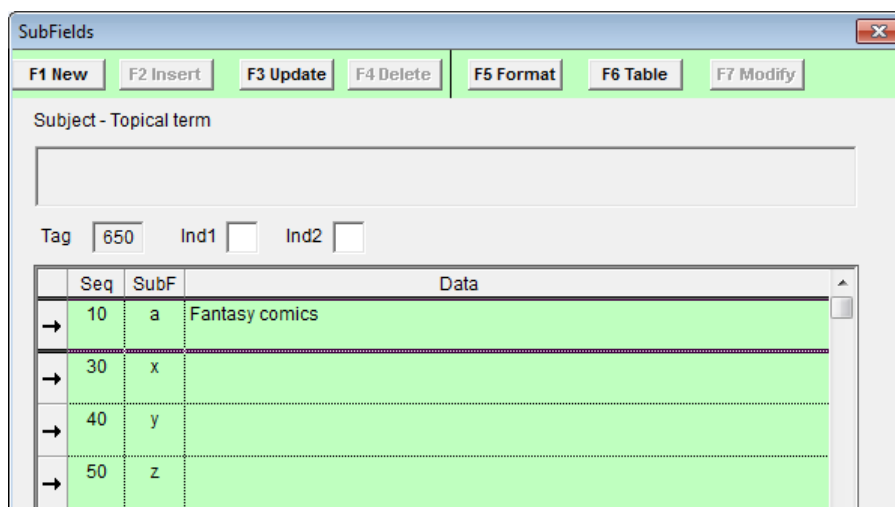 SubFields
F1 New F2 Insert F3 Update F4 Delete F5 Format F6 Table F7 Modify
Subject - Topical term
Tag 650 Ind1 Ind2
Seq SubF Data
10 a Fantasy comics
30 x
40 y
50 z